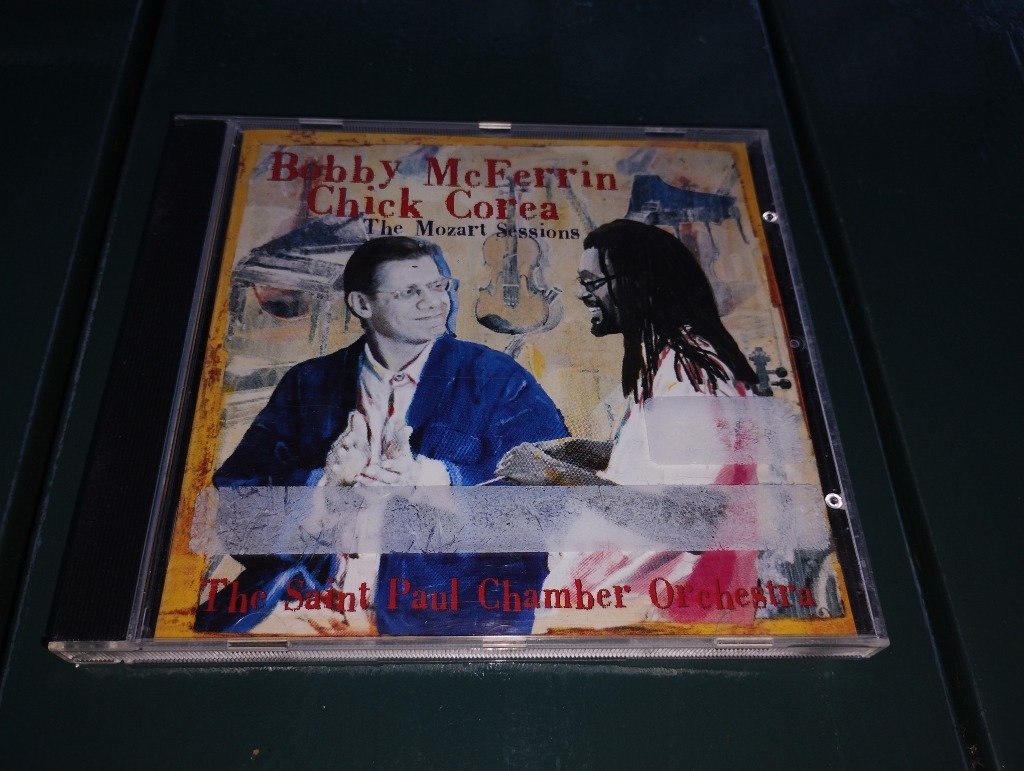 Bobby McFerrin
Chick Corea
The Mozart Sessions
The Saint Paul Chamber Orchestra